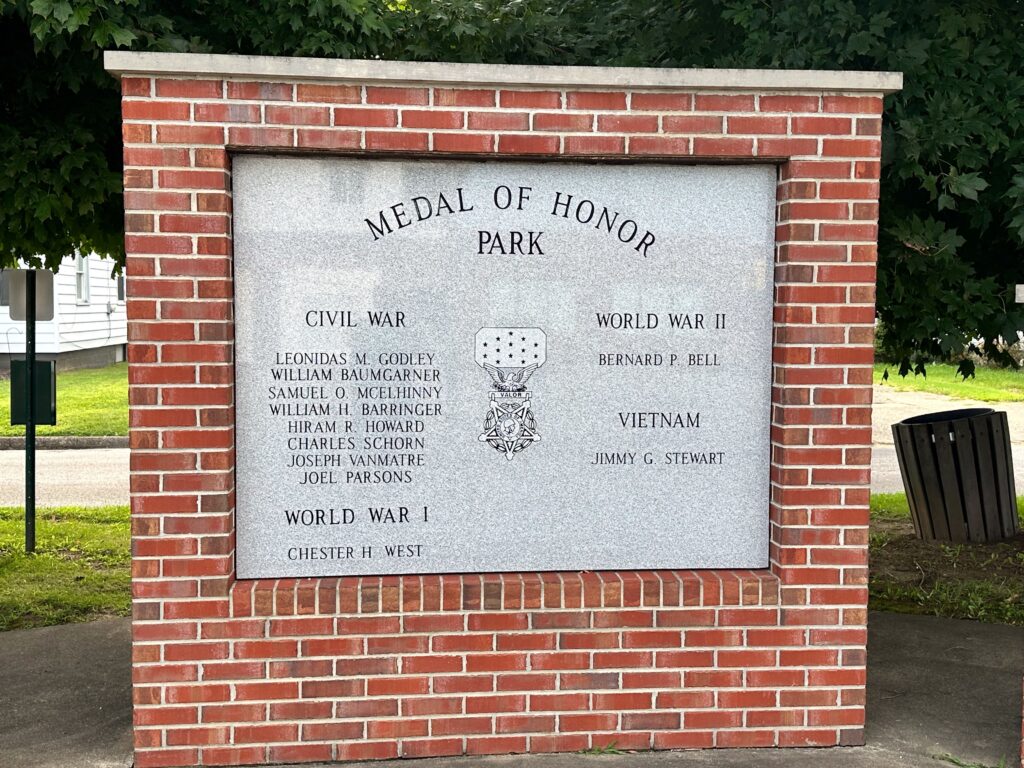 MEDAL OF HONOR
PARK
CIVIL WAR
LEONIDAS M. GODLEY
WILLIAM BAUMGARNER
SAMUEL O. MCELHINNY
WILLIAM H. BARRINGER
HIRAM R. HOWARD
CHARLES SCHORN
JOSEPH VANMATRE
JOEL PARSONS
WORLD WAR I
CHESTER H. WEST
VALOR
WORLD WAR II
BERNARD P. BELL
VIETNAM
JIMMY G. STEWART